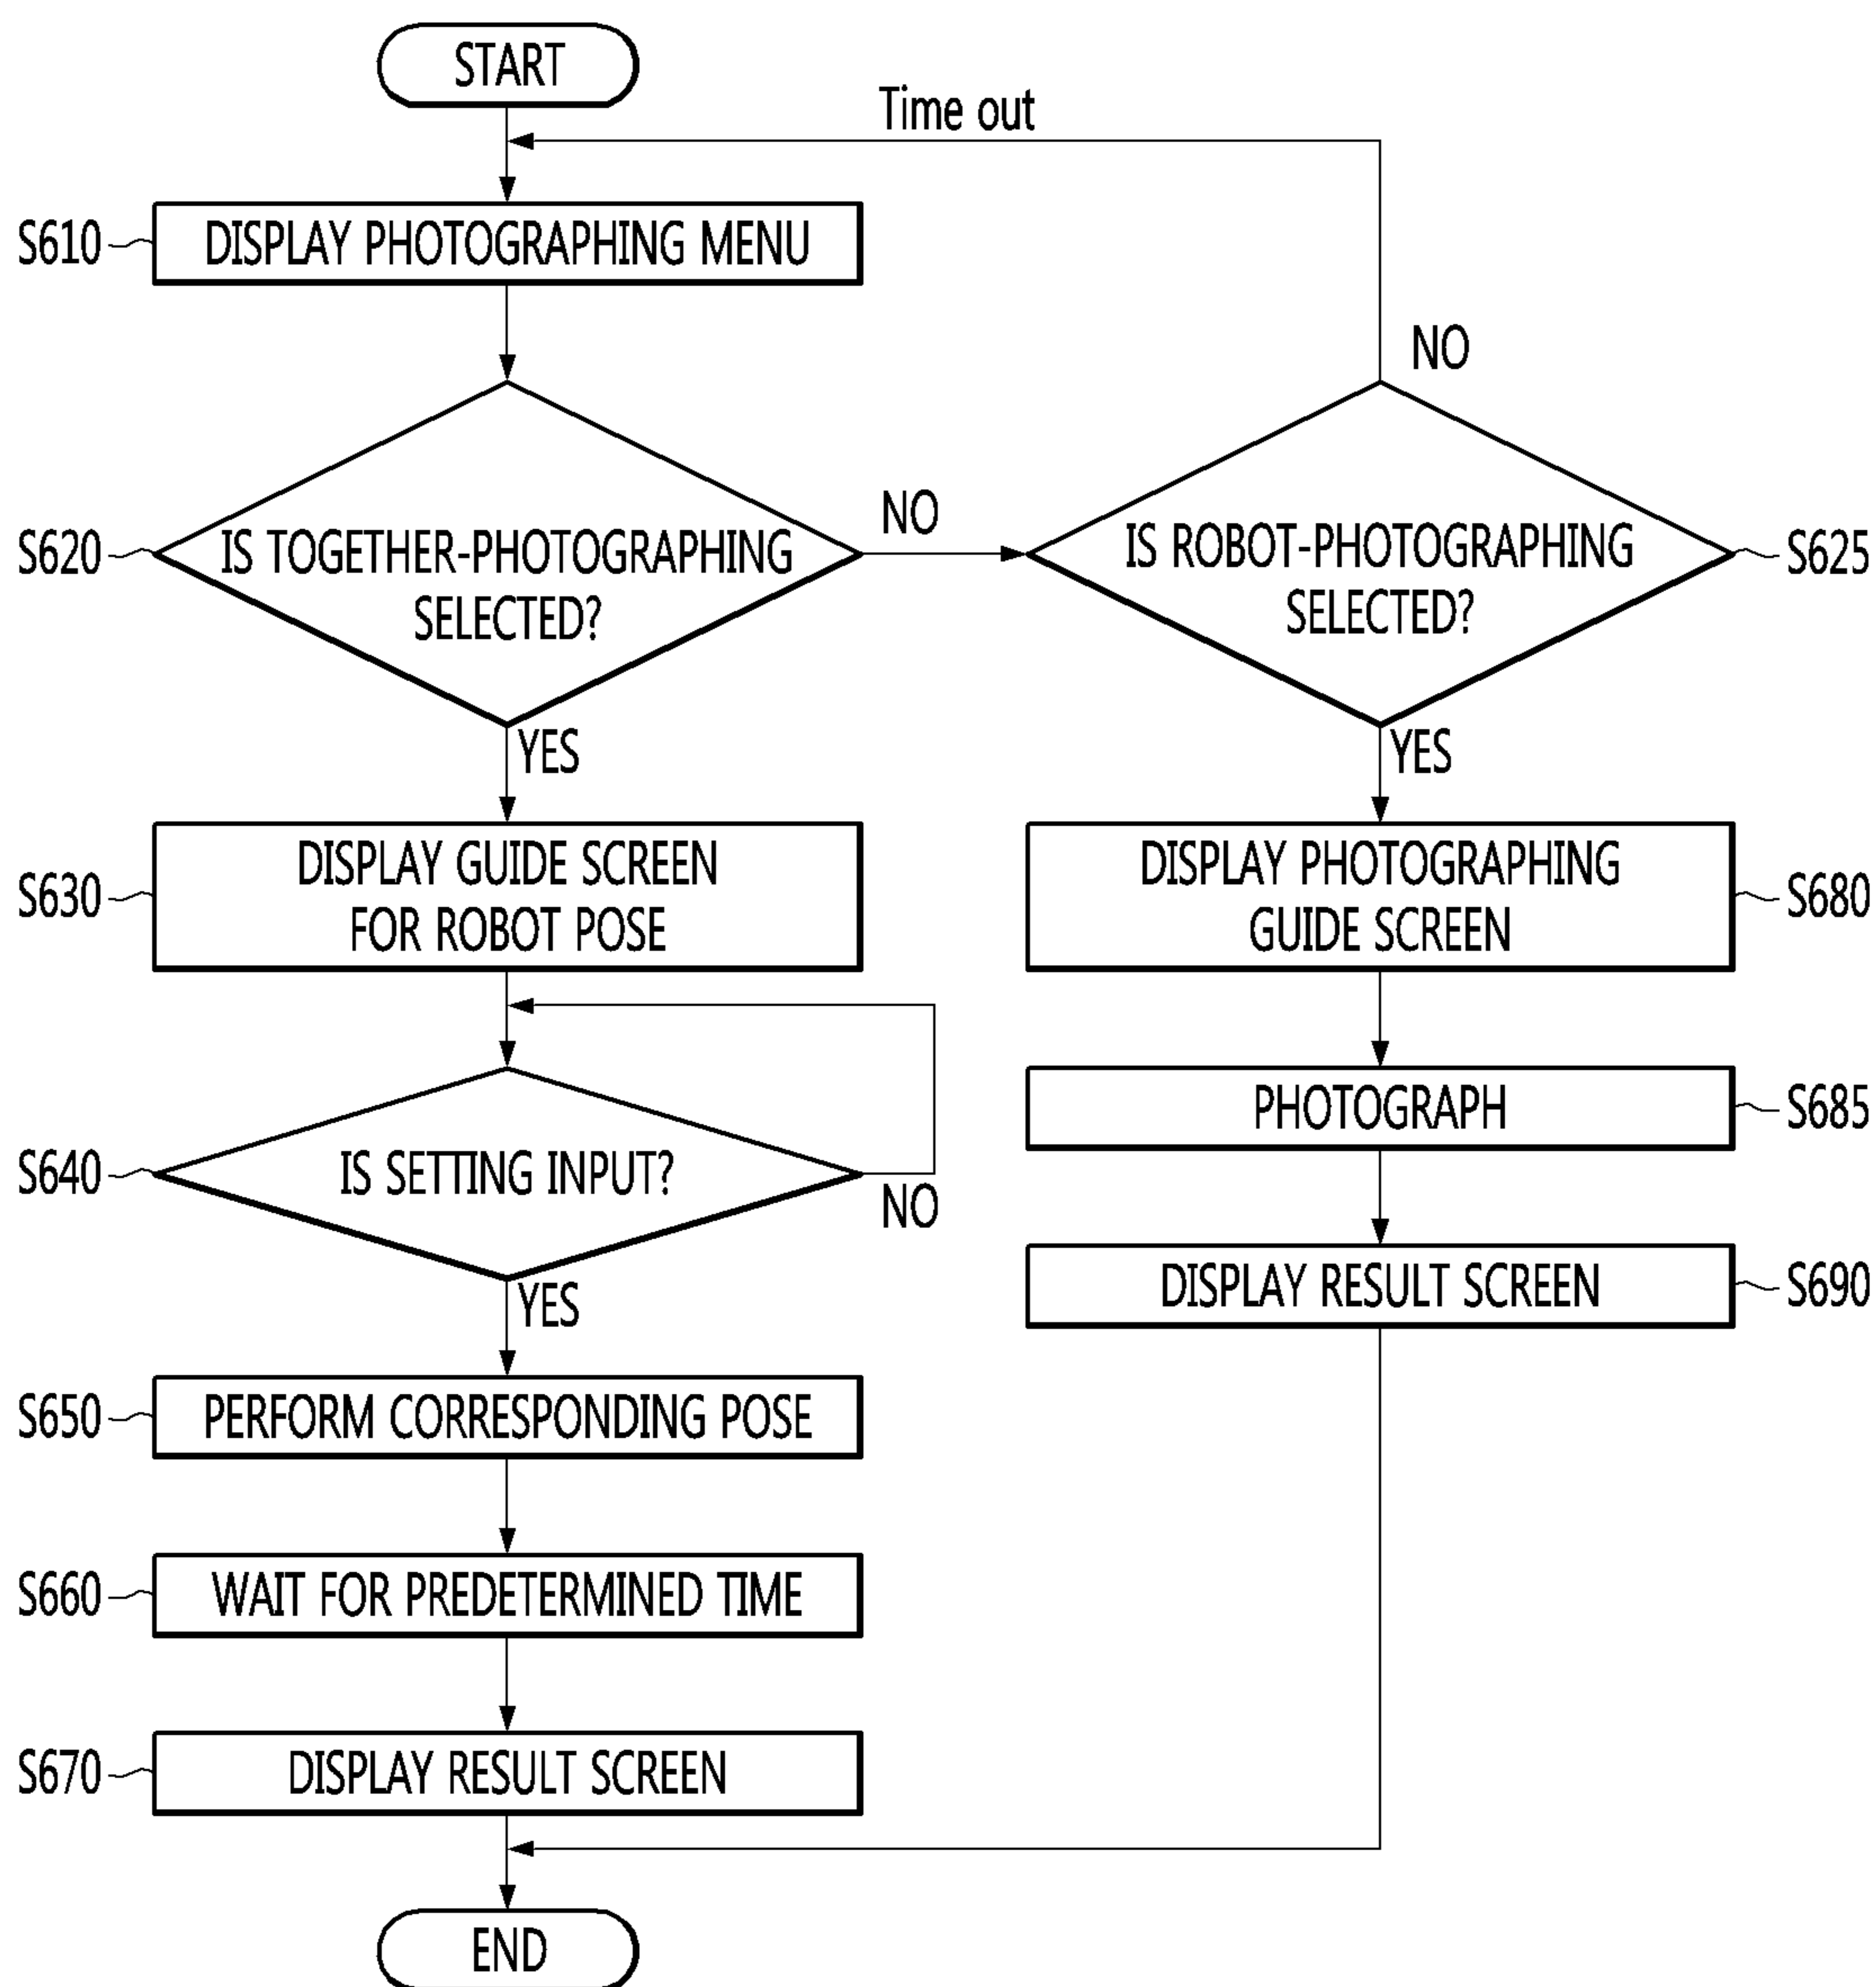 START
Time out
S610
DISPLAY PHOTOGRAPHING MENU
NO
S620
IS TOGETHER-PHOTOGRAPHING
SELECTED?
NO
IS ROBOT-PHOTOGRAPHING
SELECTED?
S625
YES
YES
S630
DISPLAY GUIDE SCREEN
FOR ROBOT POSE
DISPLAY PHOTOGRAPHING
GUIDE SCREEN
S680
S640
IS SETTING INPUT?
NO
PHOTOGRAPH
S685
YES
DISPLAY RESULT SCREEN
S690
S650
PERFORM CORRESPONDING POSE
S660
WAIT FOR PREDETERMINED TIME
S670
DISPLAY RESULT SCREEN
END